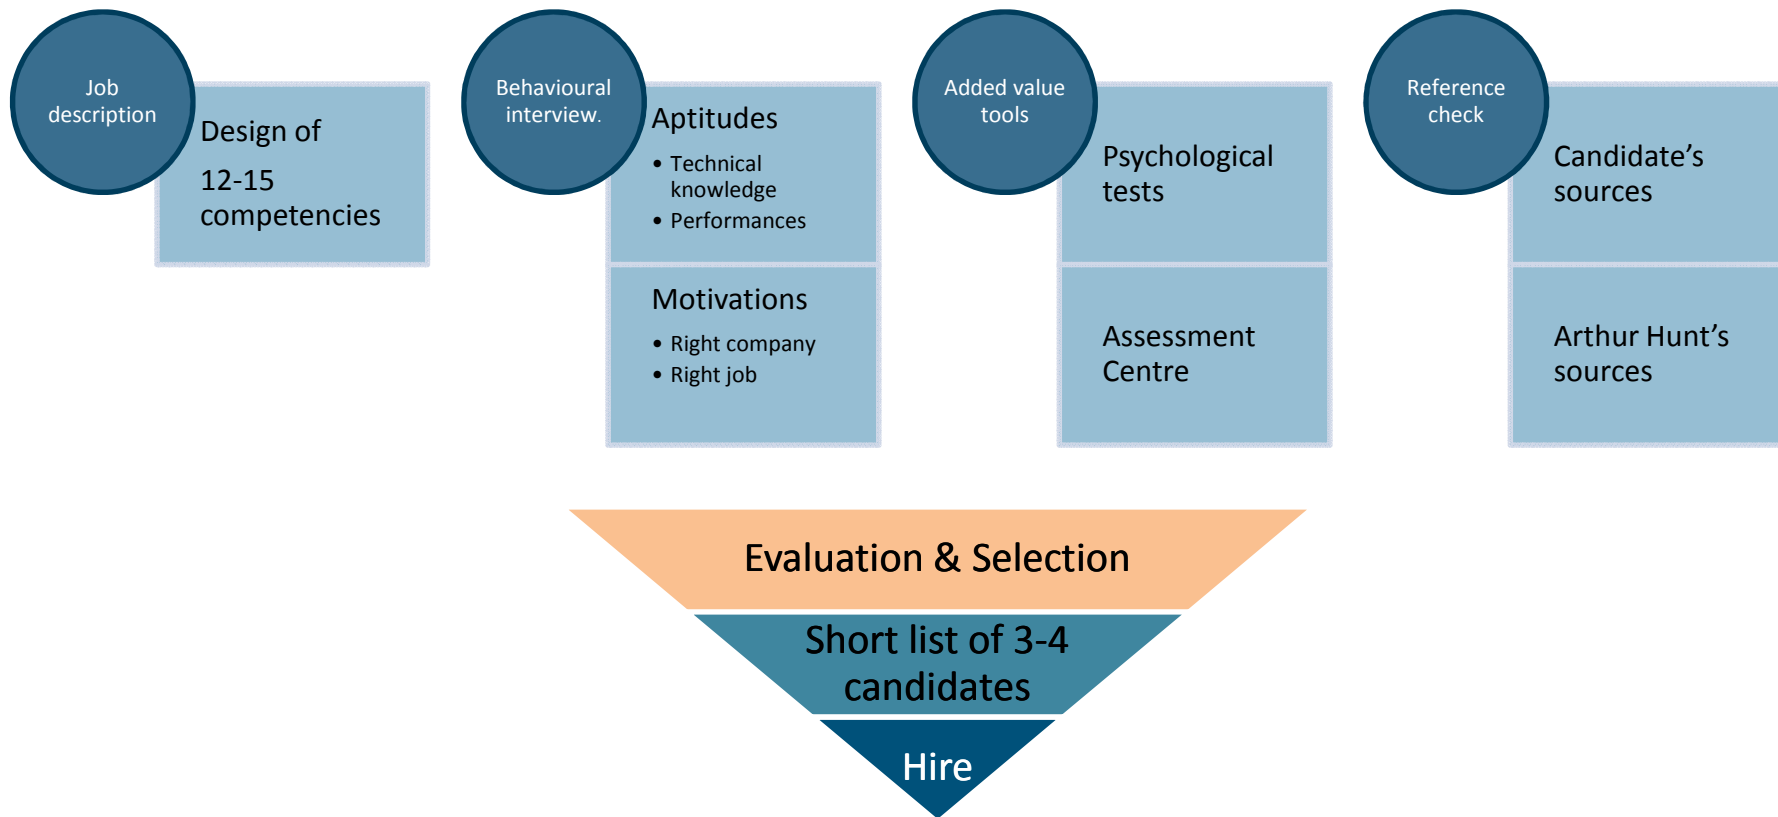 Job
description
Design of
12-15
competencies
Behavioural
interview.
Aptitudes
• Technical
knowledge
• Performances
Motivations
• Right company
• Right job
Added value
tools
Psychological
tests
Assessment
Centre
Reference
check
Candidate’s
sources
Arthur Hunt’s
sources
Evaluation & Selection
Short list of 3-4
candidates
Hire